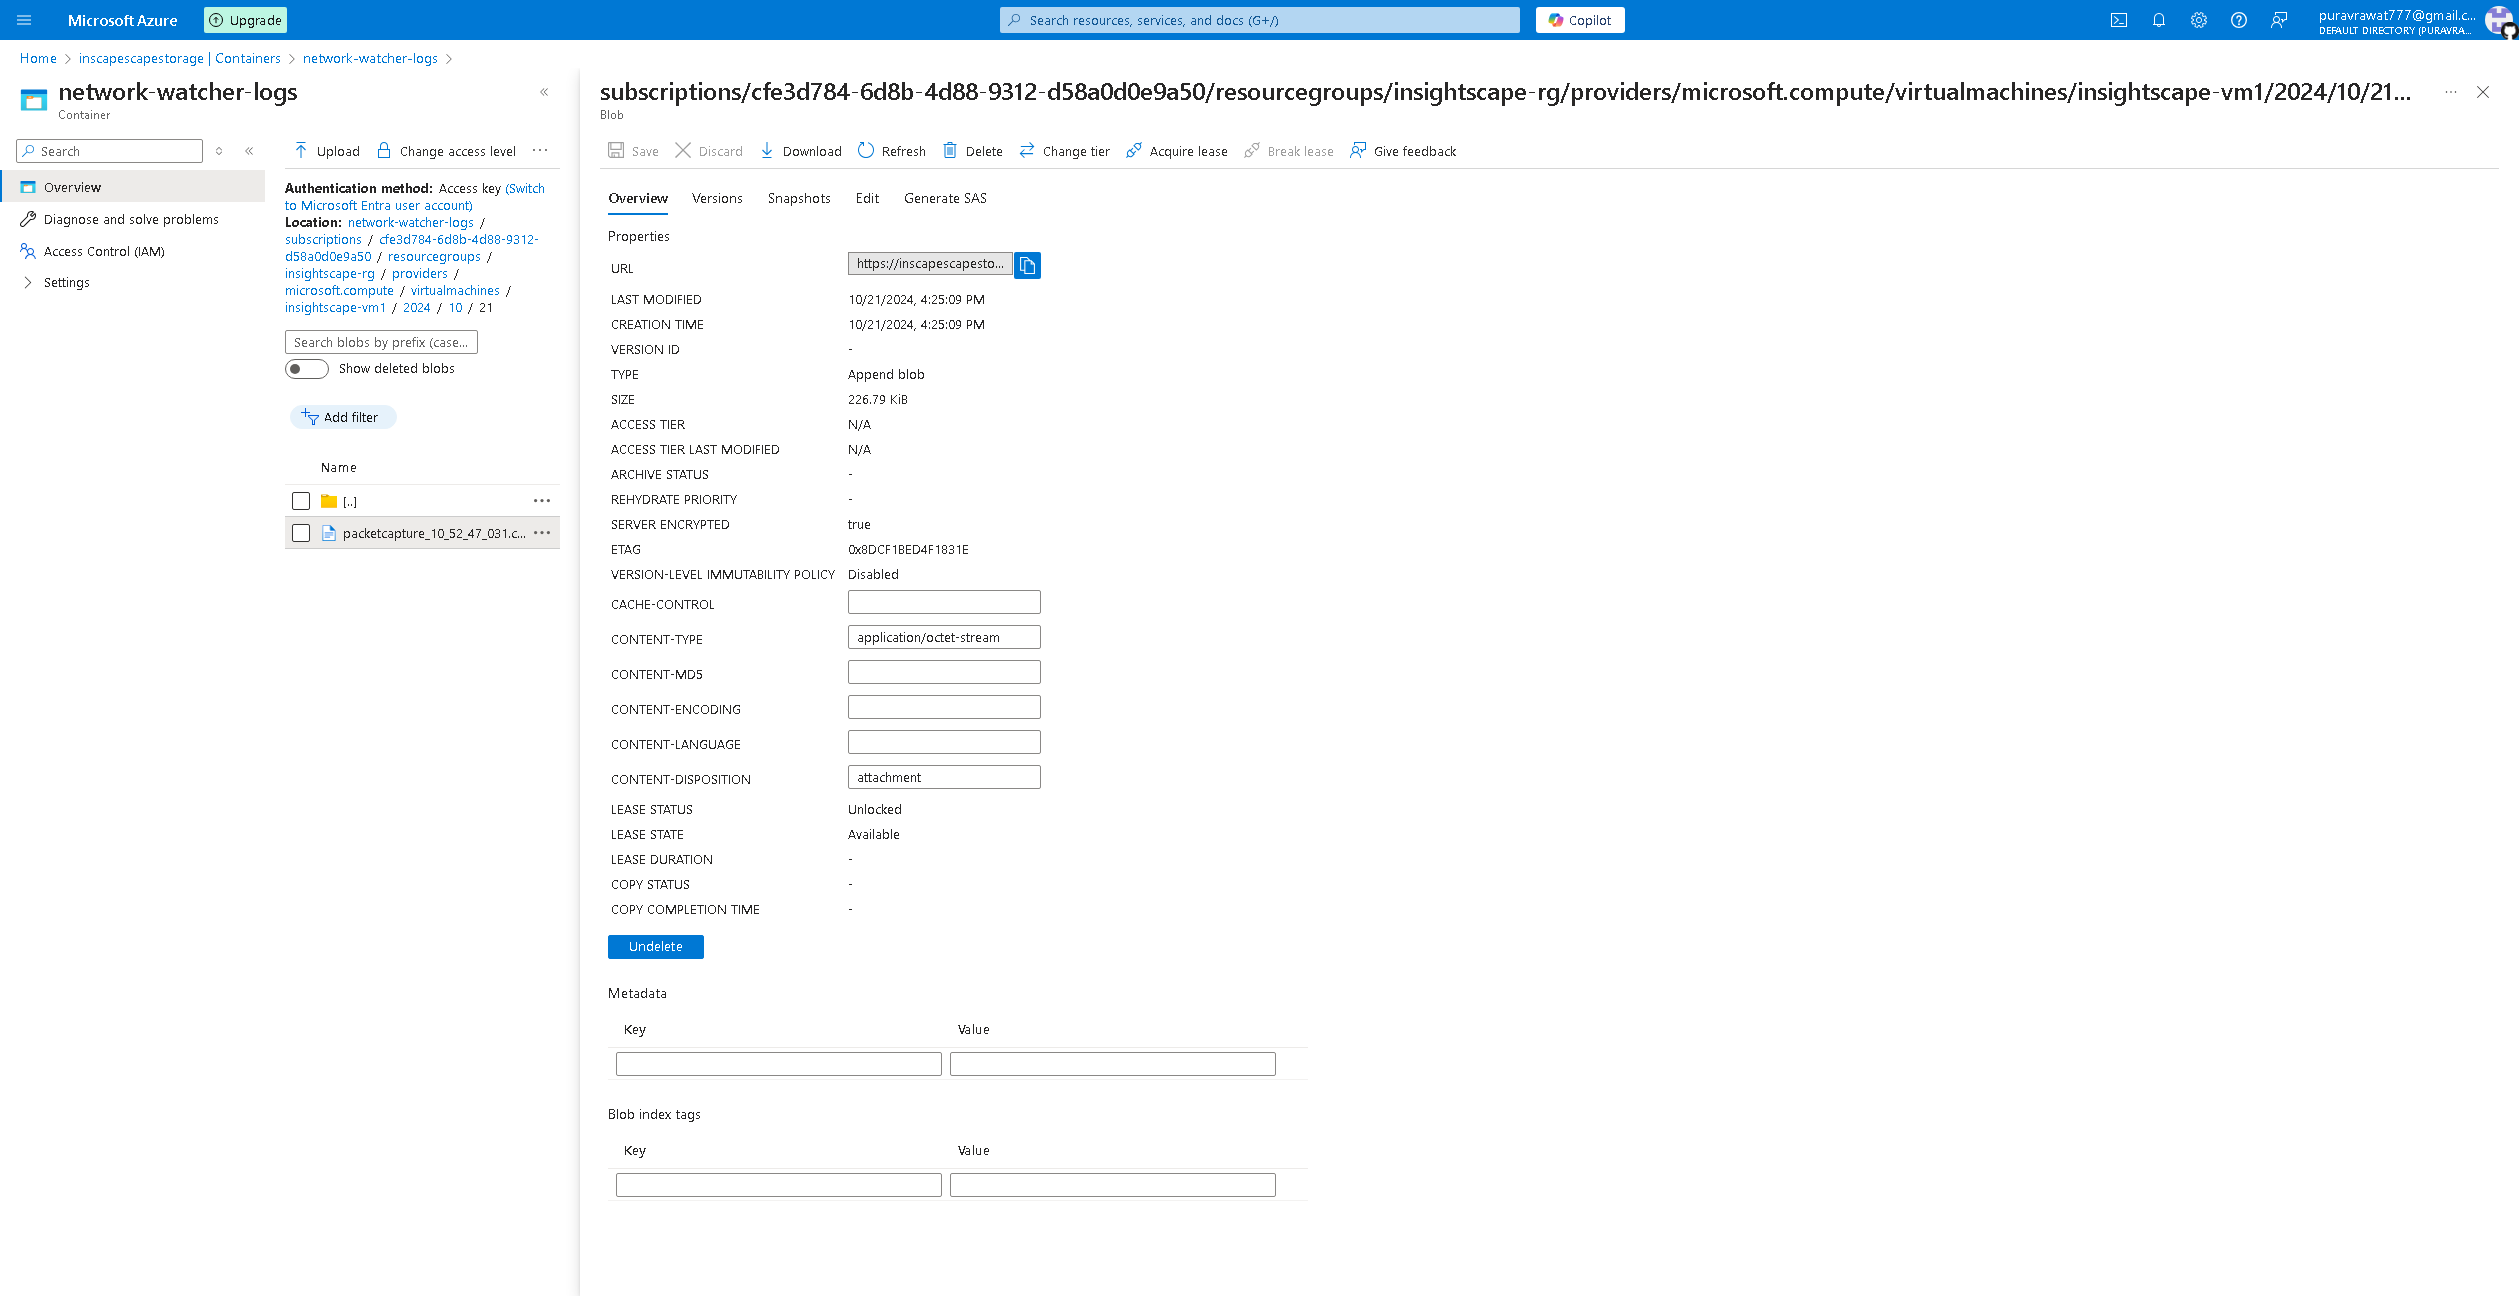 Microsoft Azure
Upgrade
Search resources, services, and docs (G+/)
Copilot
puravrawat777@gmail.c...
DEFAULT DIRECTORY (PURAVRA...
Home > inscapescapestorage | Containers > network-watcher-logs >
network-watcher-logs
Container
Search
Overview
Diagnose and solve problems
Access Control (IAM)
Settings
Upload
Change access level
Authentication method: Access key (Switch
to Microsoft Entra user account)
Location: network-watcher-logs /
subscriptions / cfe3d784-6d8b-4d88-9312-
d58a0d0e9a50 / resourcegroups /
insightscape-rg / providers /
microsoft.compute / virtualmachines /
insightscape-vm1 / 2024 / 10 / 21
Search blobs by prefix (case...
Show deleted blobs
Add filter
Name
[..]
packetcapture_10_52_47_031.c...
subscriptions/cfe3d784-6d8b-4d88-9312-d58a0d0e9a50/resourcegroups/insightscape-rg/providers/microsoft.compute/virtualmachines/insightscape-vm1/2024/10/21...
Blob
Save
Discard
Download
Refresh
Delete
Change tier
Acquire lease
Break lease
Give feedback
Overview
Versions
Snapshots
Edit
Generate SAS
Properties
URL https://inscapescapesto...
LAST MODIFIED 10/21/2024, 4:25:09 PM
CREATION TIME 10/21/2024, 4:25:09 PM
VERSION ID -
TYPE Append blob
SIZE 226.79 KiB
ACCESS TIER N/A
ACCESS TIER LAST MODIFIED N/A
ARCHIVE STATUS -
REHYDRATE PRIORITY -
SERVER ENCRYPTED true
ETAG 0x8DCF1BED4F1831E
VERSION-LEVEL IMMUTABILITY POLICY Disabled
CACHE-CONTROL
CONTENT-TYPE application/octet-stream
CONTENT-MD5
CONTENT-ENCODING
CONTENT-LANGUAGE
CONTENT-DISPOSITION attachment
LEASE STATUS Unlocked
LEASE STATE Available
LEASE DURATION -
COPY STATUS -
COPY COMPLETION TIME -
Undelete
Metadata
Key Value
Blob index tags
Key Value